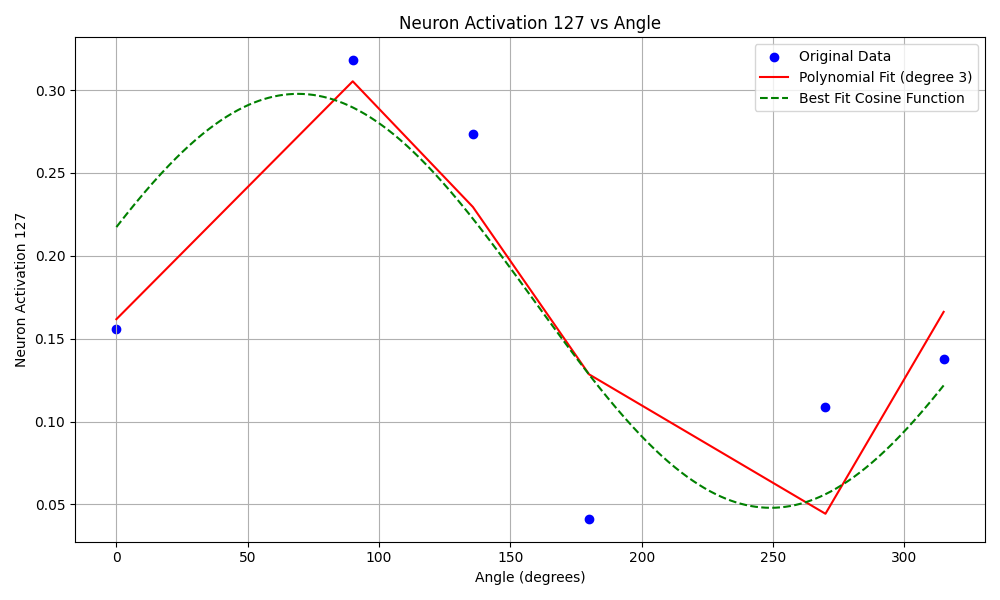 Neuron Activation 127 vs Angle
Original Data
Polynomial Fit (degree 3)
Best Fit Cosine Function
Neuron Activation 127
0.30
0.25
0.20
0.15
0.10
0.05
0 50 100 150 200 250 300
Angle (degrees)